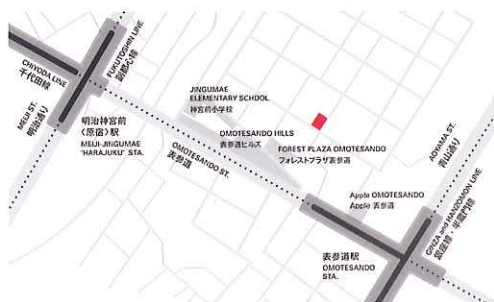 CHIYODA LINE
千代田線
FUKUTOSHIN LINE
副都心線
MEIJI ST.
明治通り
明治神宮前
〈原宿〉駅
MEIJI-JINGUMAE
'HARAJUKU' STA.
JINGUMAE
ELEMENTARY SCHOOL
神宮前小学校
OMOTESANDO HILLS
表参道ヒルズ
OMOTESANDO ST.
表参道
FOREST PLAZA OMOTESANDO
フォレストプラザ表参道
Apple OMOTESANDO
Apple 表参道
AOYAMA ST.
青山通り
GINZA and HANZOMON LINE
銀座線・半蔵門線
表参道駅
OMOTESANDO
STA.